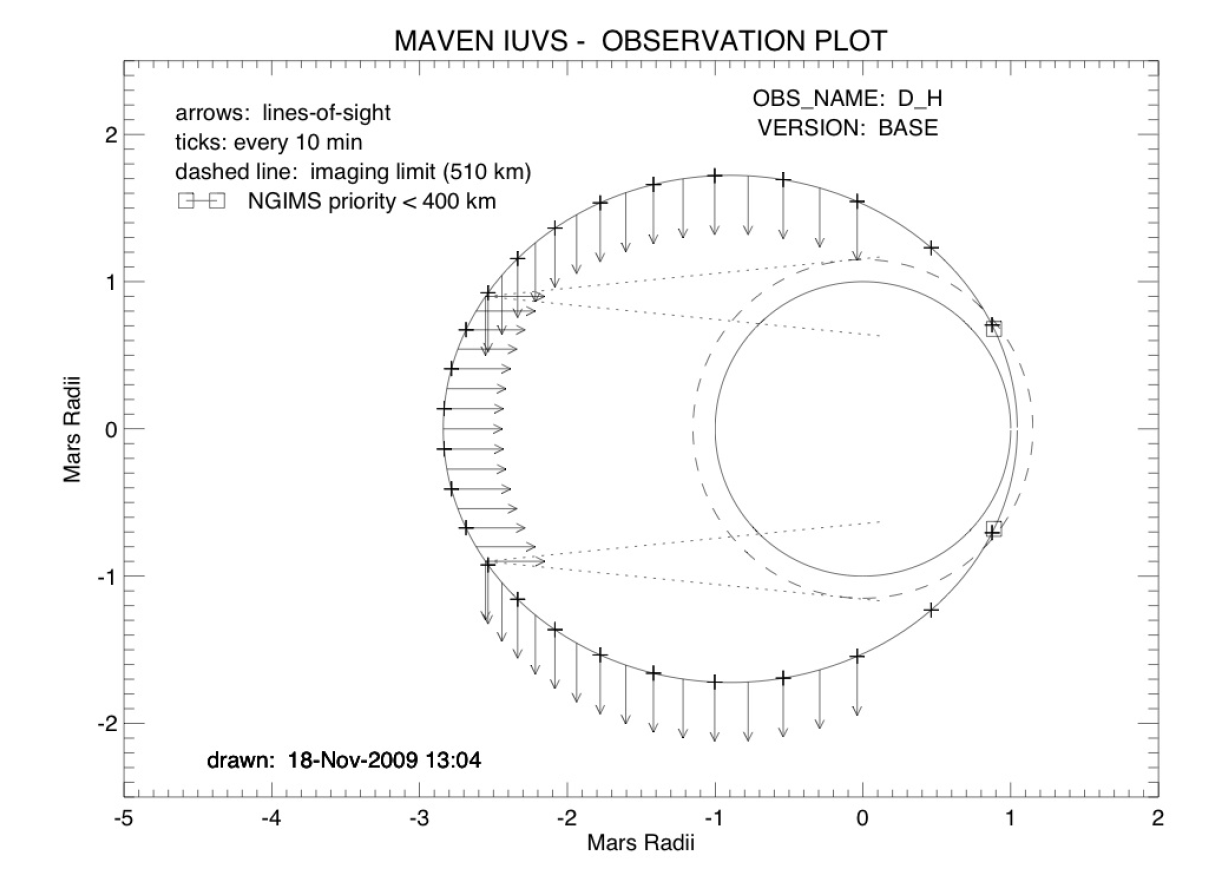 MAVEN IUVS - OBSERVATION PLOT
arrows: lines-of-sight
ticks: every 10 min
dashed line: imaging limit (510 km)
NGIMS priority < 400 km
OBS_NAME: D_H
VERSION: BASE
2
1
0
-1
-2
Mars Radii
drawn: 18-Nov-2009 13:04
-5 -4 -3 -2 -1 0 1 2
Mars Radii